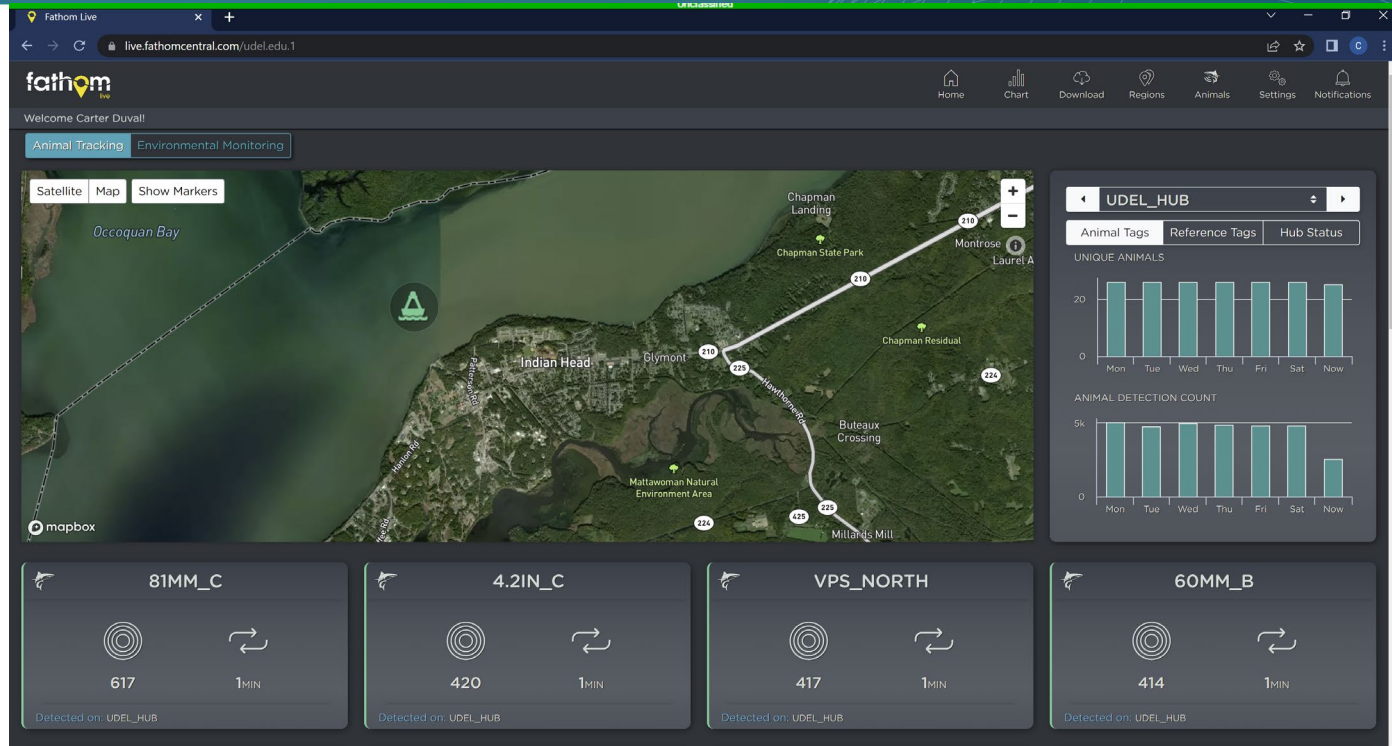 Unclassified
Fathom Live
live.fathomcentral.com/udel.edu.1
C
fathom
live
Home
Chart
Download
Regions
Animals
Settings
Notifications
Welcome Carter Duval!
Animal Tracking
Environmental Monitoring
Satellite
Map
Show Markers
Occoquan Bay
Chapman
Landing
Chapman State Park
210
Montrose
Laurel A
210
Chapman Residual
224
Indian Head
Glymont
210
225
Patterson Rd
Hawthorne Rd
Hanlon Rd
Buteaux
Crossing
Mattawoman Natural
Environment Area
224
425
225
Millards Mill
mapbox
UDEL_HUB
Animal Tags
Reference Tags
Hub Status
UNIQUE ANIMALS
20
0
Mon Tue Wed Thu Fri Sat Now
ANIMAL DETECTION COUNT
5k
0
Mon Tue Wed Thu Fri Sat Now
81MM_C
617
1MIN
Detected on: UDEL_HUB
4.2IN_C
420
1MIN
Detected on: UDEL_HUB
VPS_NORTH
417
1MIN
Detected on: UDEL_HUB
60MM_B
414
1MIN
Detected on: UDEL_HUB